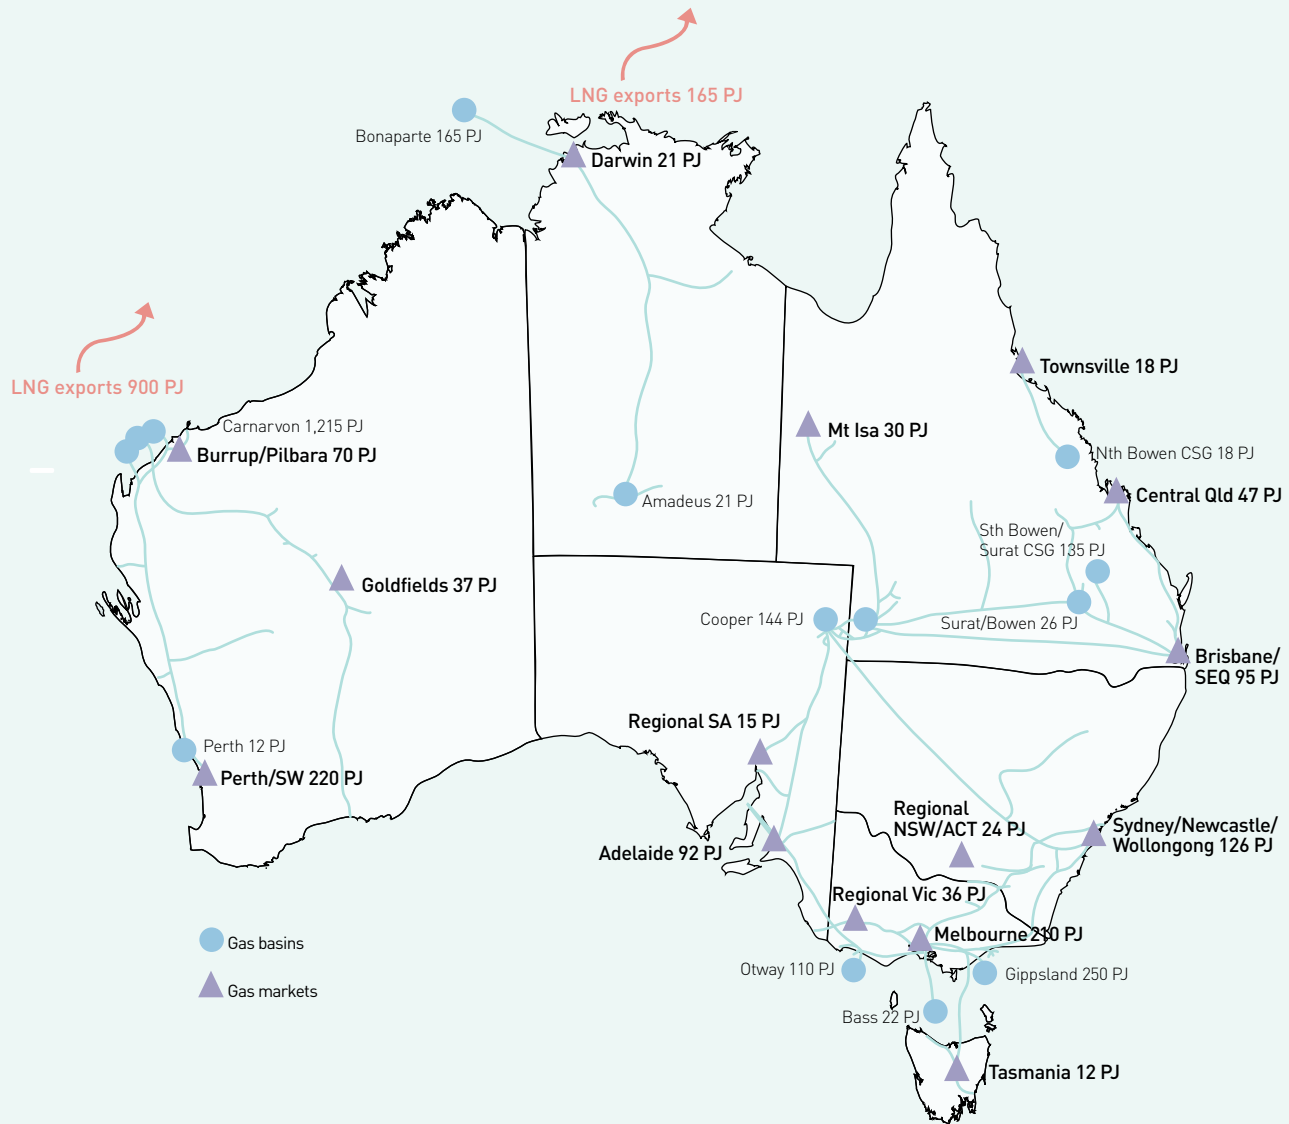 LNG exports 165 PJ
Bonaparte 165 PJ
Darwin 21 PJ
LNG exports 900 PJ
Townsville 18 PJ
Carnarvon 1,215 PJ
Burrup/Pilbara 70 PJ
Mt Isa 30 PJ
Nth Bowen CSG 18 PJ
Amadeus 21 PJ
Central Qld 47 PJ
Sth Bowen/
Surat CSG 135 PJ
Goldfields 37 PJ
Cooper 144 PJ
Surat/Bowen 26 PJ
Brisbane/
SEQ 95 PJ
Regional SA 15 PJ
Perth 12 PJ
Perth/SW 220 PJ
Regional
NSW/ACT 24 PJ
Sydney/Newcastle/
Wollongong 126 PJ
Adelaide 92 PJ
Regional Vic 36 PJ
Melbourne 210 PJ
Gas basins
Otway 110 PJ
Gippsland 250 PJ
Gas markets
Bass 22 PJ
Tasmania 12 PJ